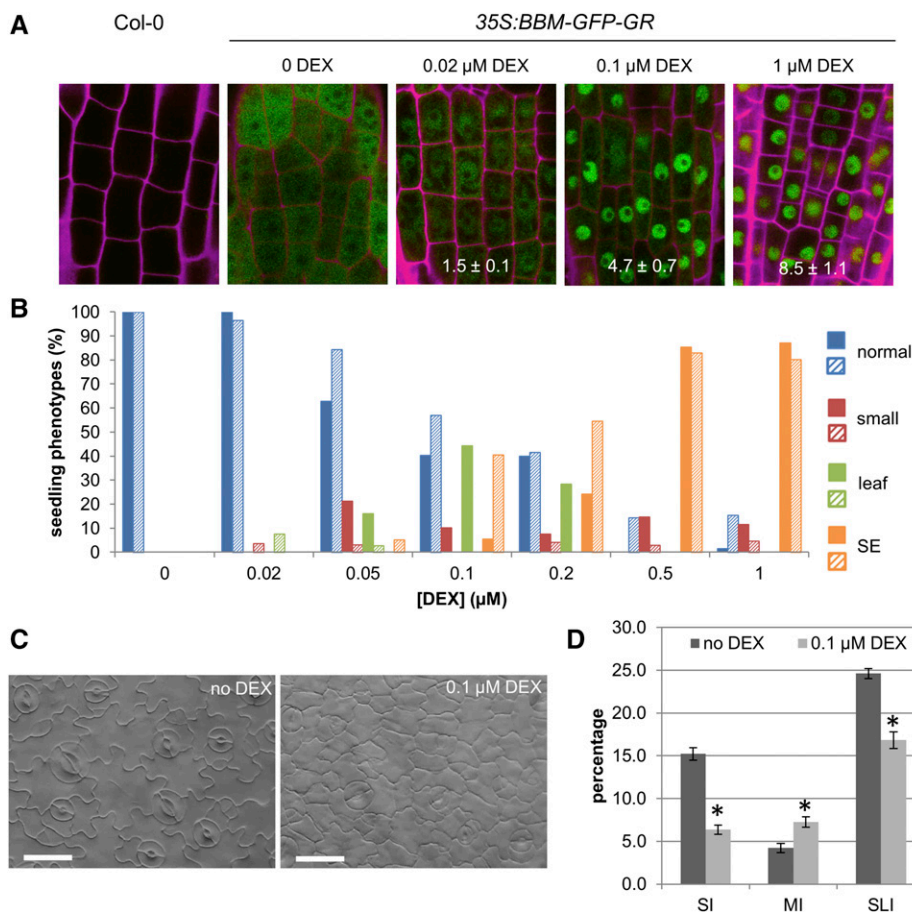 A
Col-0
35S:BBM-GFP-GR
0 DEX
0.02 µM DEX
0.1 µM DEX
1 µM DEX
1.5 ± 0.1
4.7 ± 0.7
8.5 ± 1.1
B
seedling phenotypes (%)
100
90
80
70
60
50
40
30
20
10
0
0
0.02
0.05
0.1
0.2
0.5
1
[DEX] (µM)
normal
small
leaf
SE
C
no DEX
0.1 µM DEX
D
percentage
30.0
25.0
20.0
15.0
10.0
5.0
0.0
no DEX
0.1 µM DEX
*
*
*
SI
MI
SLI